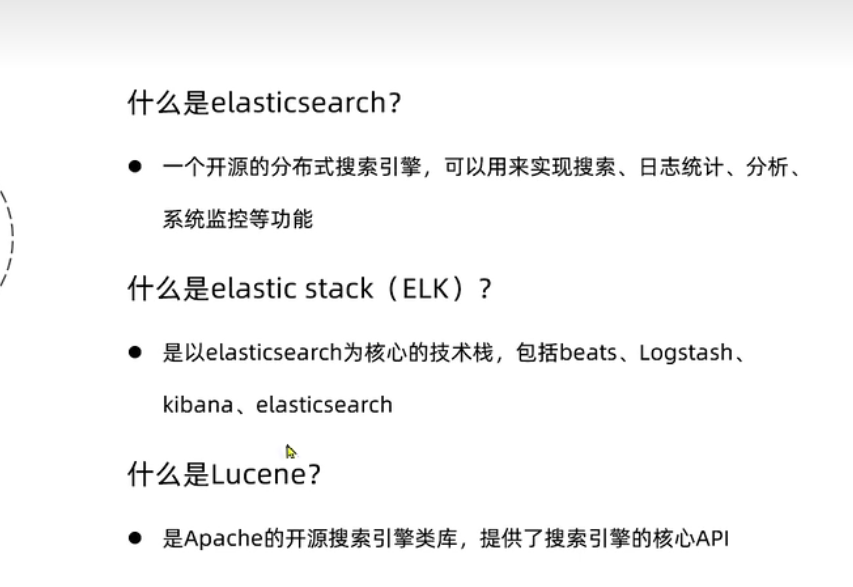 什么是elasticsearch？
● 一个开源的分布式搜索引擎，可以用来实现搜索、日志统计、分析、
系统监控等功能
什么是elastic stack（ELK）？
● 是以elasticsearch为核心的技术栈，包括beats、Logstash、
kibana、elasticsearch
什么是Lucene？
● 是Apache的开源搜索引擎类库，提供了搜索引擎的核心API